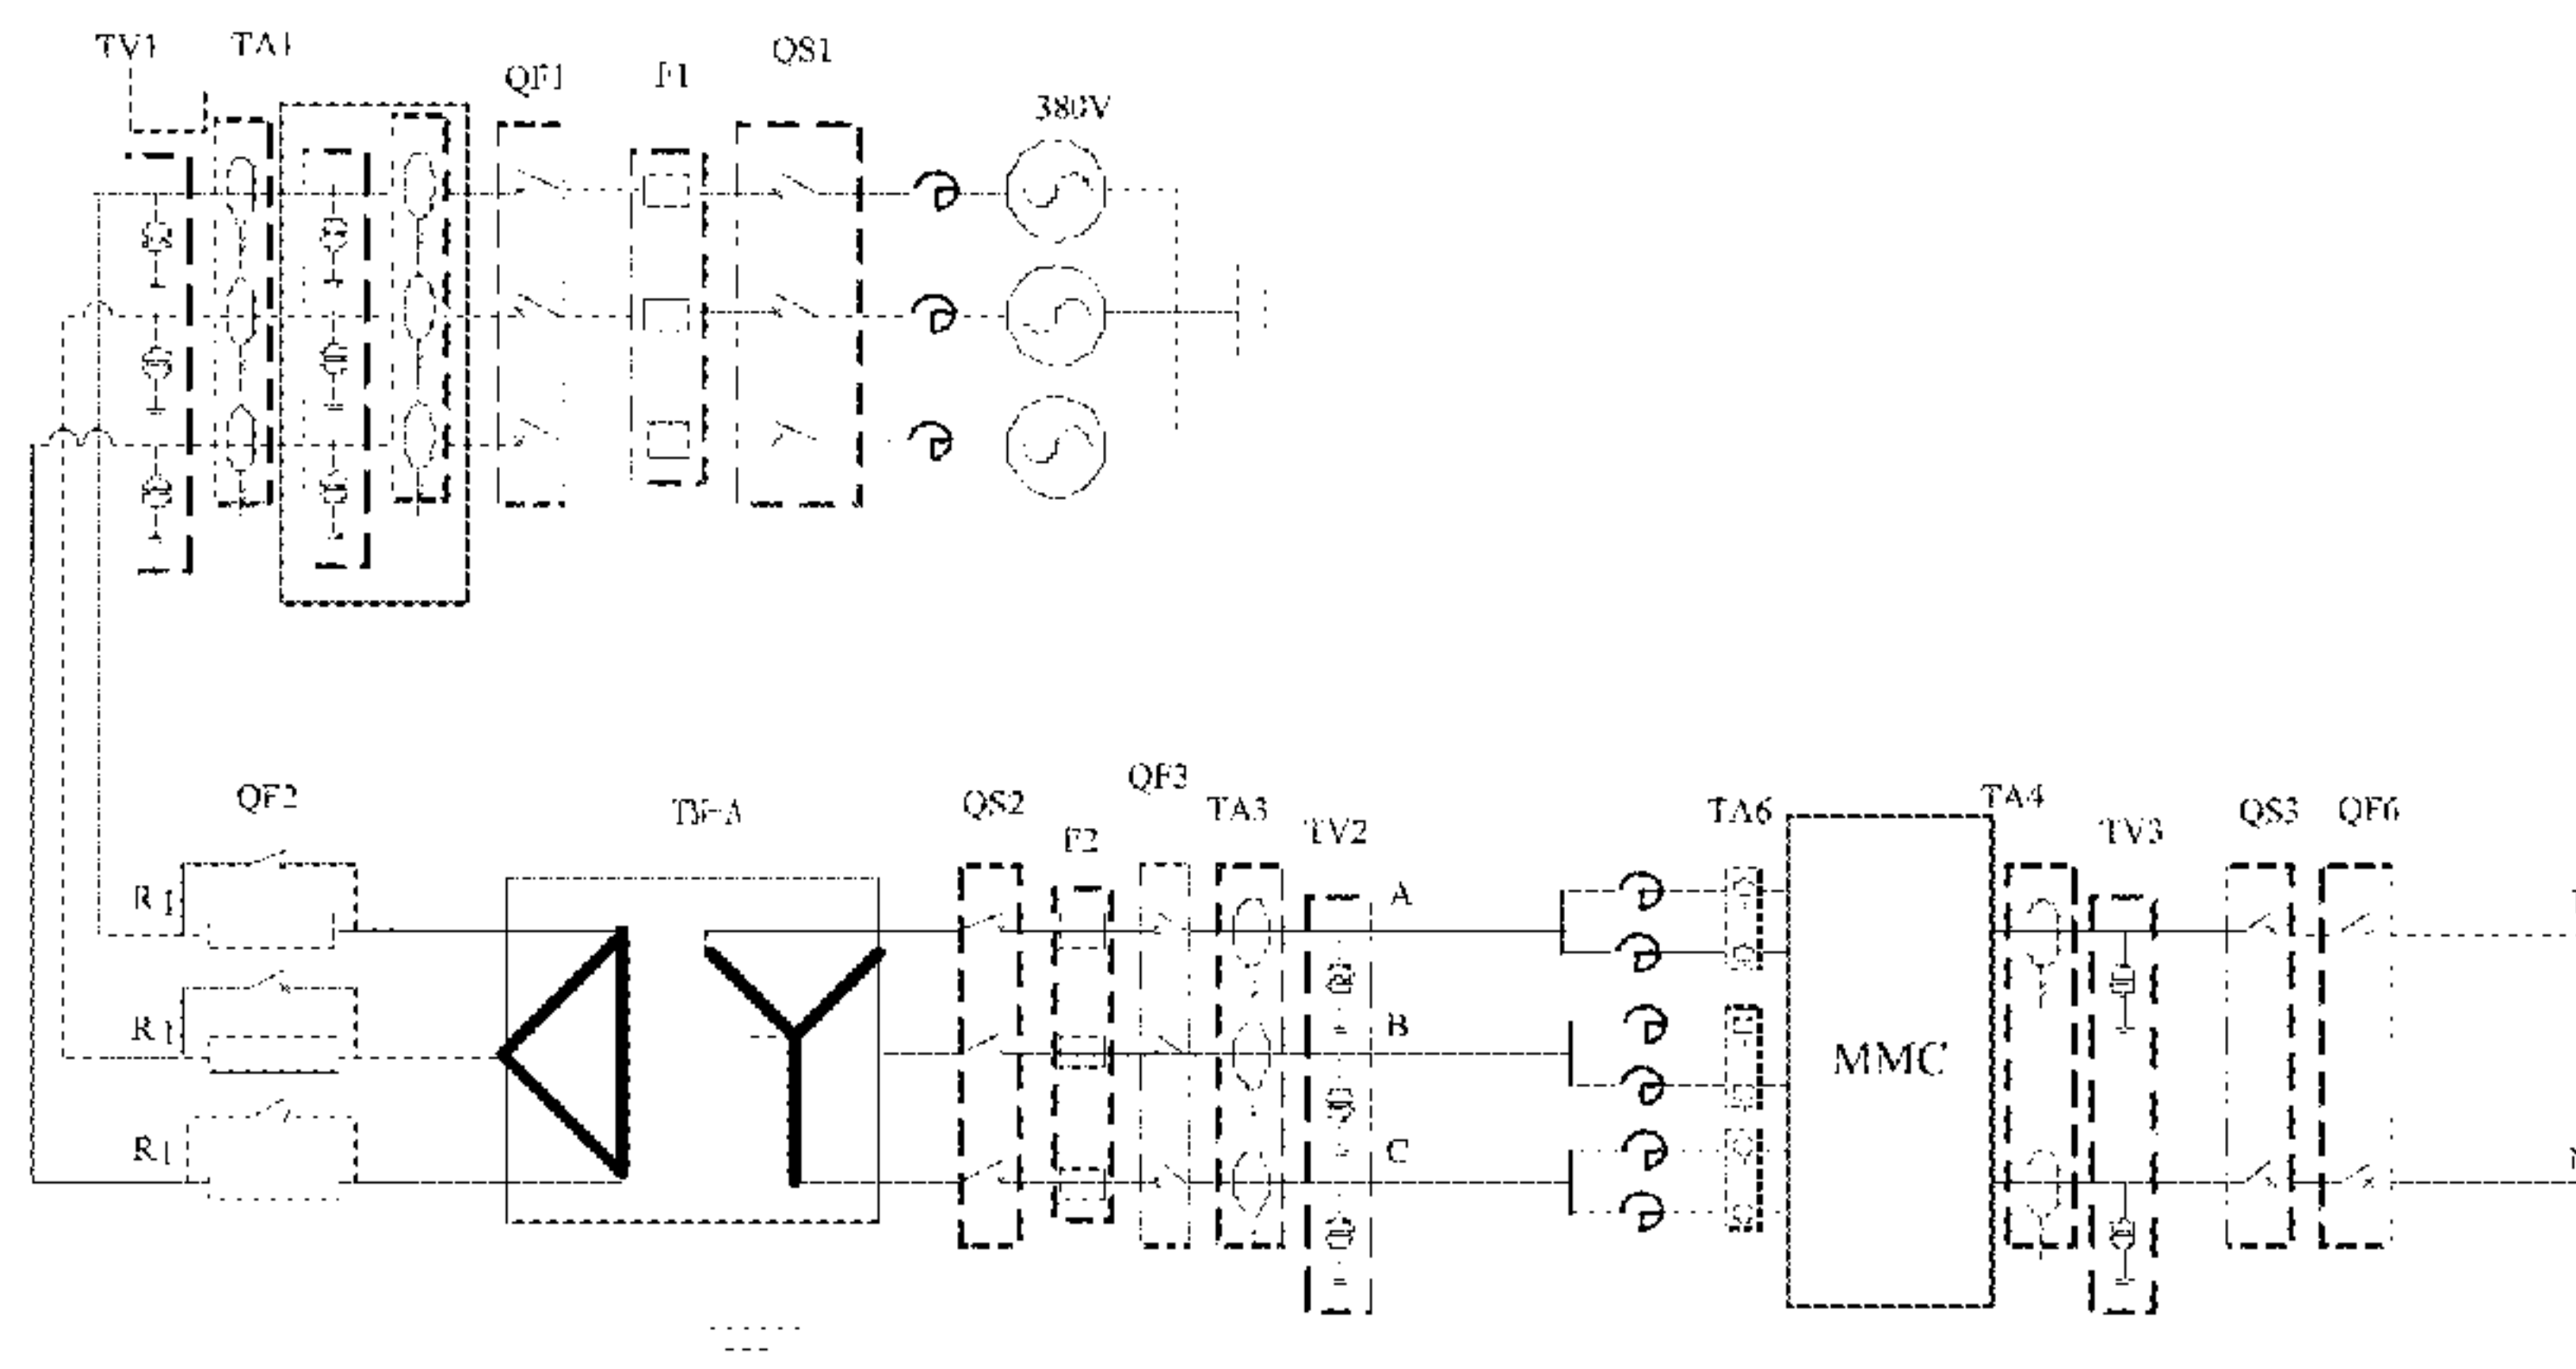 TV1
TA1
QF1
F1
QS1
380V
QF2
QS2
F2
QF3
TA3
TV2
TA6
TA4
TV3
QS3
QF6
R1
R1
R1
A
B
C
MMC